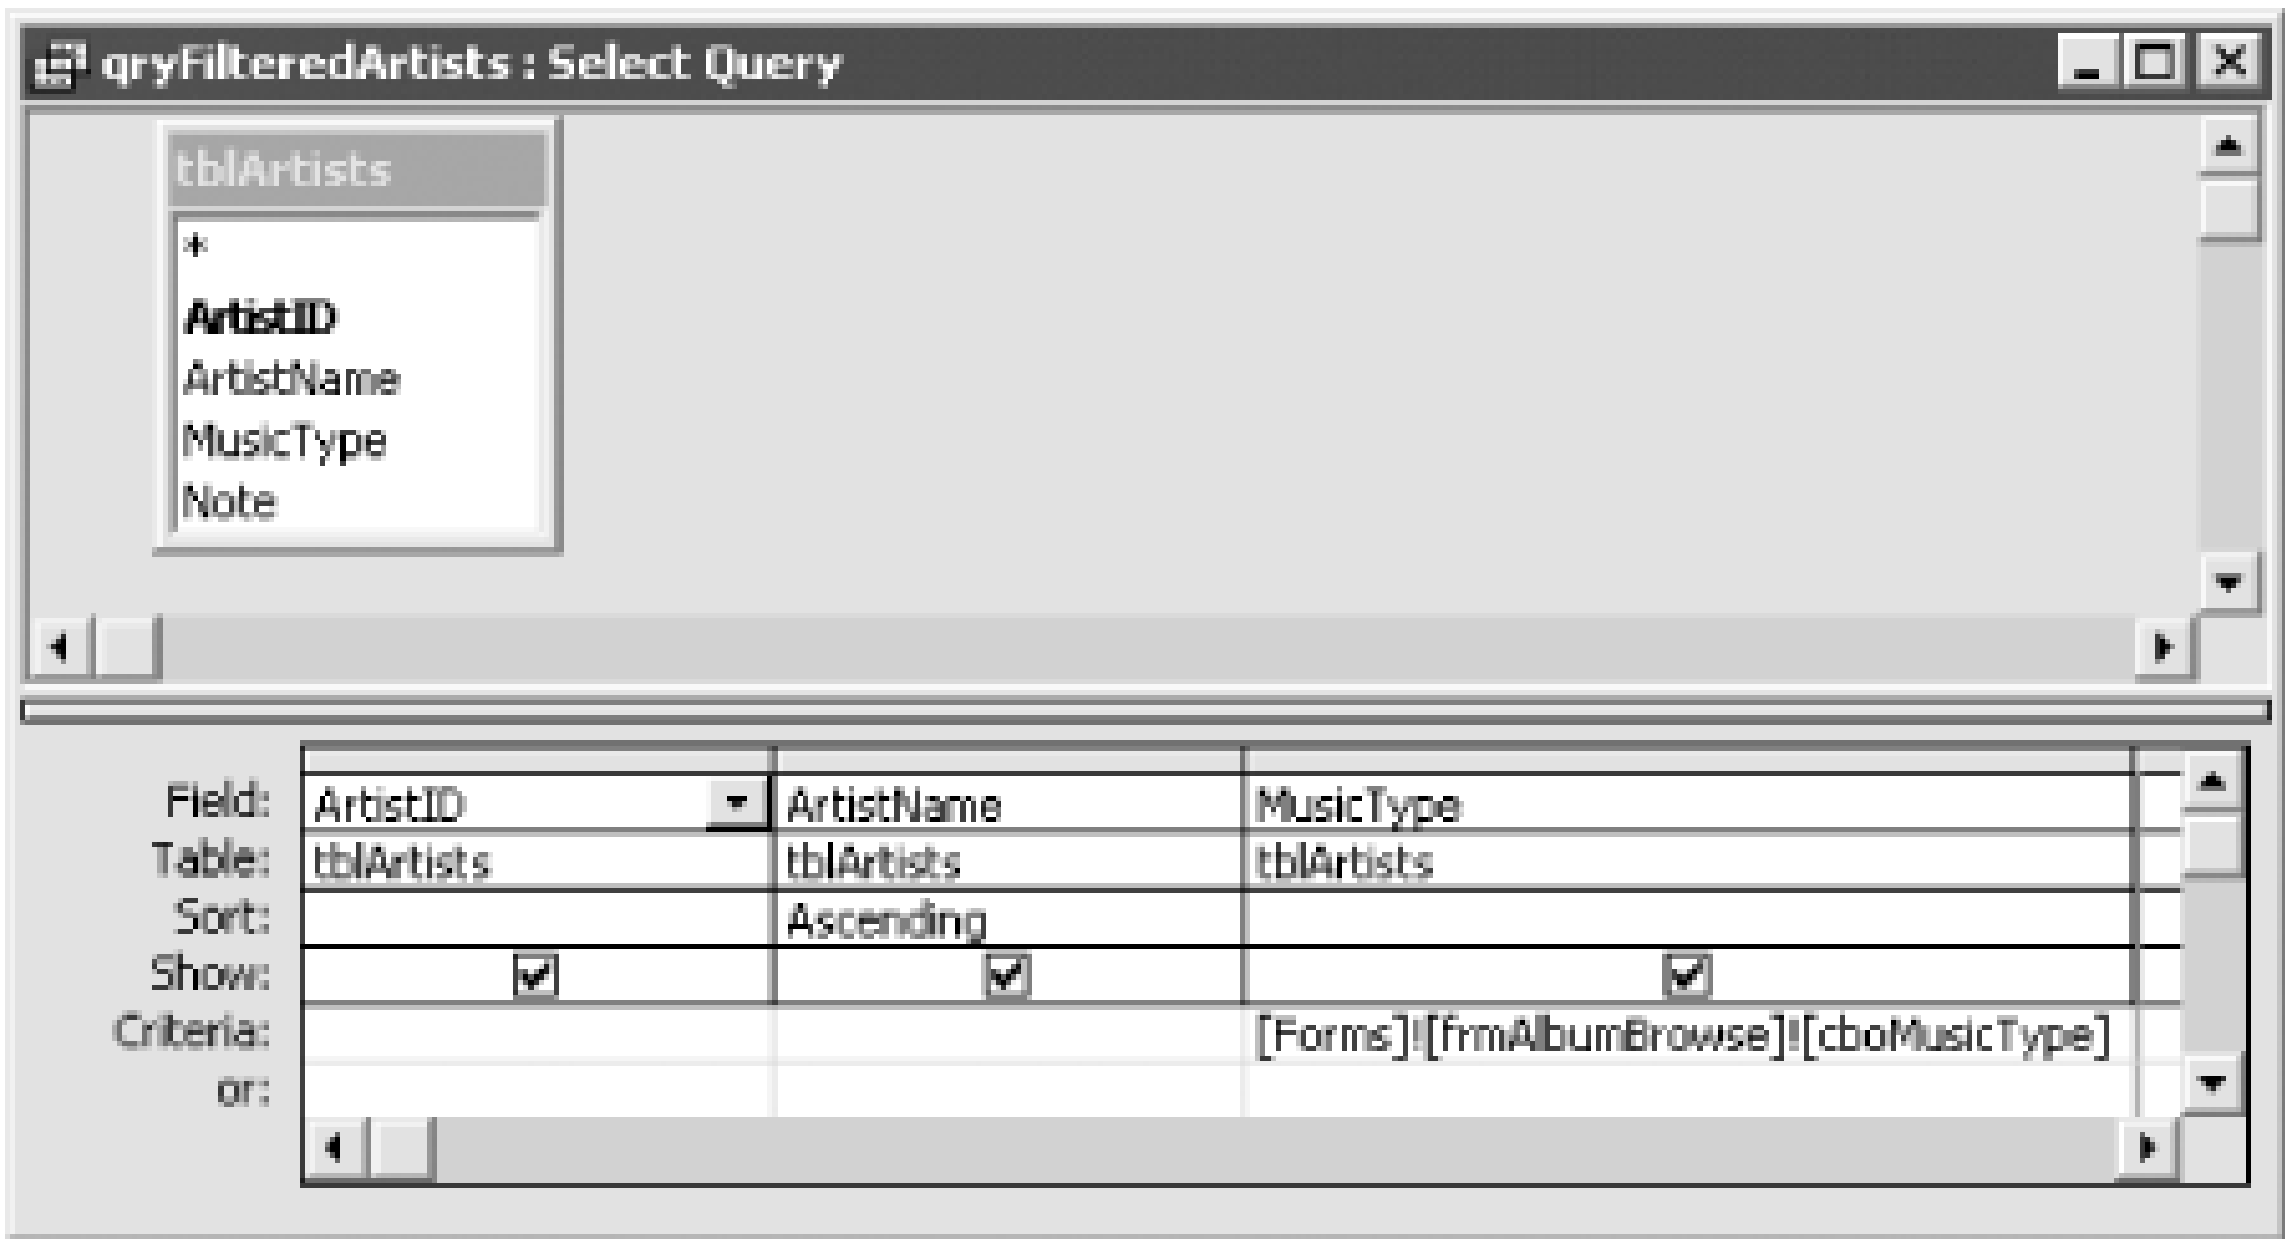 qryFilteredArtists : Select Query
tblArtists
*
ArtistID
ArtistName
MusicType
Note
Field: ArtistID ArtistName MusicType
Table: tblArtists tblArtists tblArtists
Sort: Ascending
Show:
Criteria: [Forms]![frmAlbumBrowse]![cboMusicType]
or: